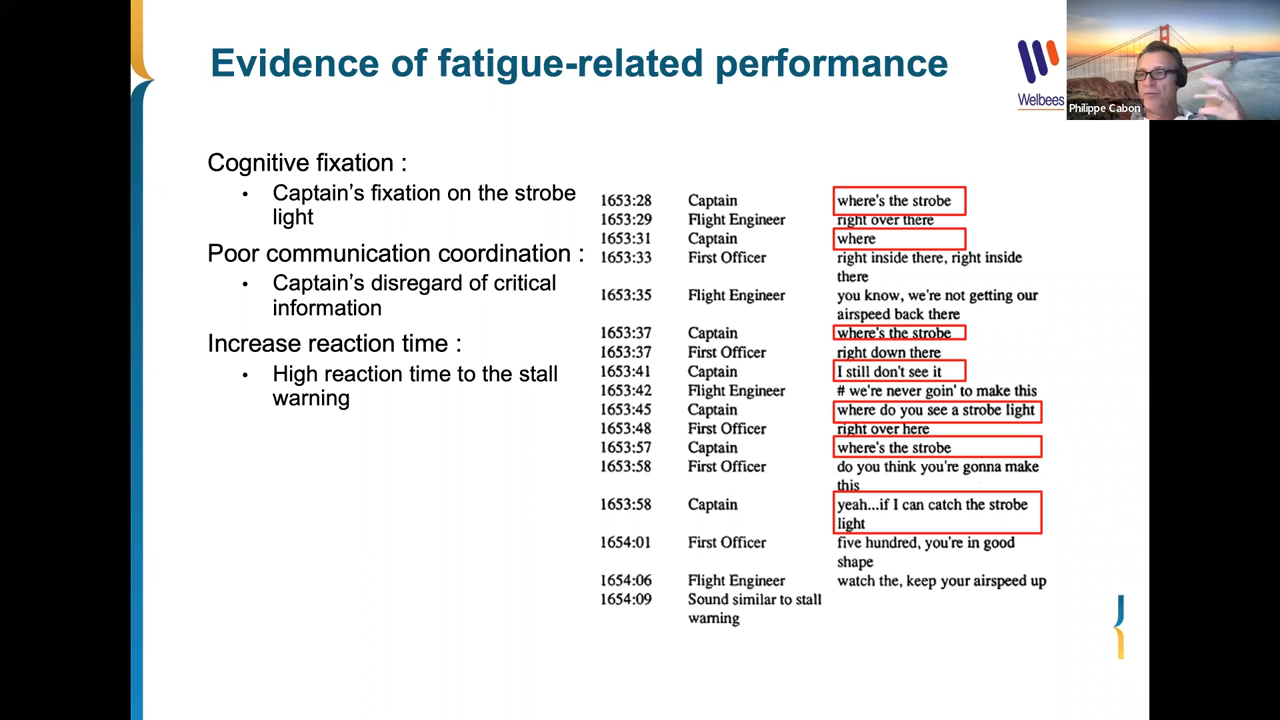 Evidence of fatigue-related performance
Welbees
Philippe Cabon
Cognitive fixation :
• Captain's fixation on the strobe
light
Poor communication coordination :
• Captain's disregard of critical
information
Increase reaction time :
• High reaction time to the stall
warning
1653:28 Captain where's the strobe
1653:29 Flight Engineer right over there
1653:31 Captain where
1653:33 First Officer right inside there, right inside
there
1653:35 Flight Engineer you know, we're not getting our
airspeed back there
1653:37 Captain where's the strobe
1653:37 First Officer right down there
1653:41 Captain I still don't see it
1653:42 Flight Engineer # we're never goin' to make this
1653:45 Captain where do you see a strobe light
1653:48 First Officer right over here
1653:57 Captain where's the strobe
1653:58 First Officer do you think you're gonna make
this
1653:58 Captain yeah...if I can catch the strobe
light
1654:01 First Officer five hundred, you're in good
shape
1654:06 Flight Engineer watch the, keep your airspeed up
1654:09 Sound similar to stall
warning